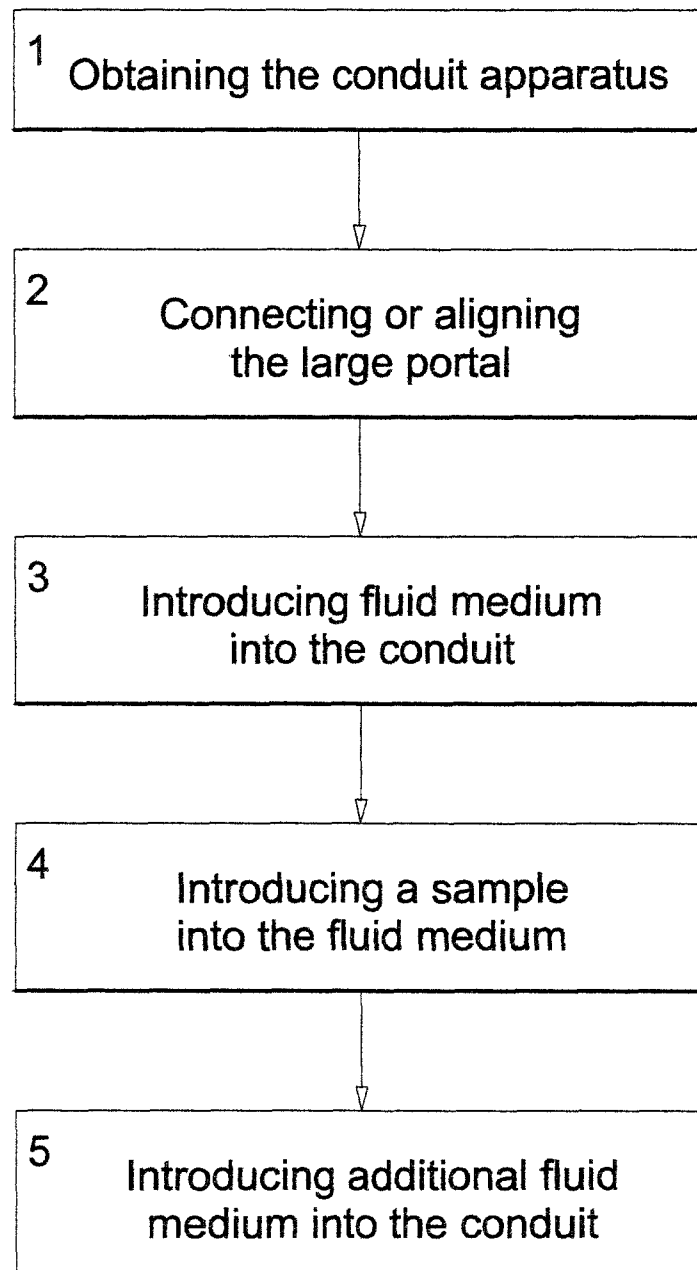 1
Obtaining the conduit apparatus
2
Connecting or aligning
the large portal
3
Introducing fluid medium
into the conduit
4
Introducing a sample
into the fluid medium
5
Introducing additional fluid
medium into the conduit